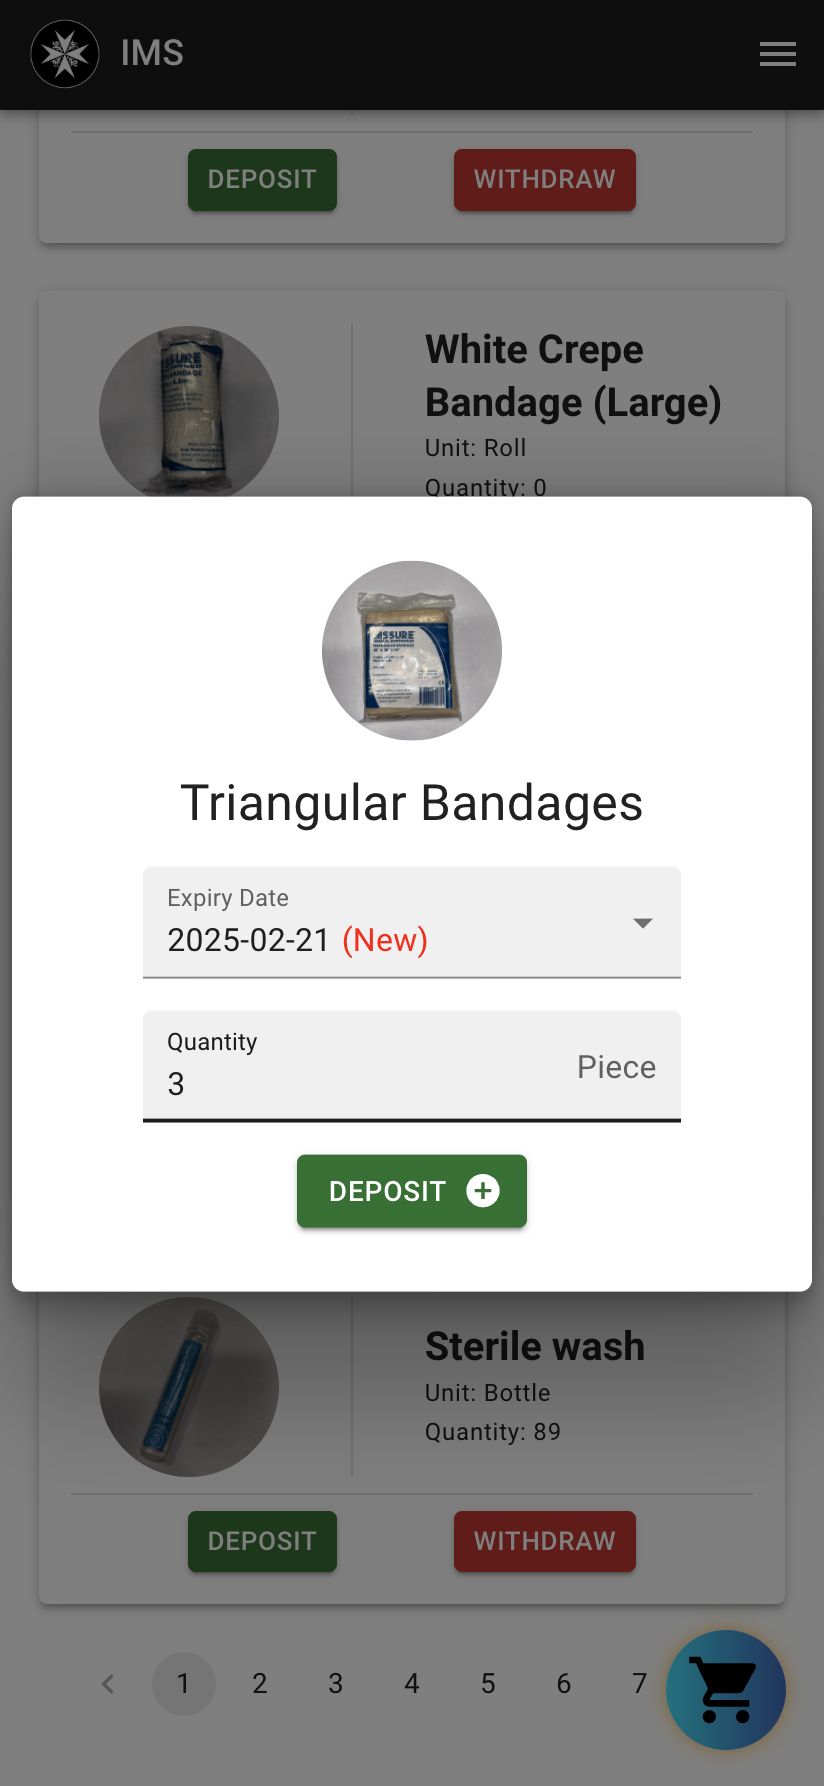 IMS
DEPOSIT
WITHDRAW
White Crepe
Bandage (Large)
Unit: Roll
Quantity: 0
ASSURE
Triangular Bandages
Expiry Date
2025-02-21 (New)
Quantity
3
Piece
DEPOSIT
Sterile wash
Unit: Bottle
Quantity: 89
DEPOSIT
WITHDRAW
1 2 3 4 5 6 7